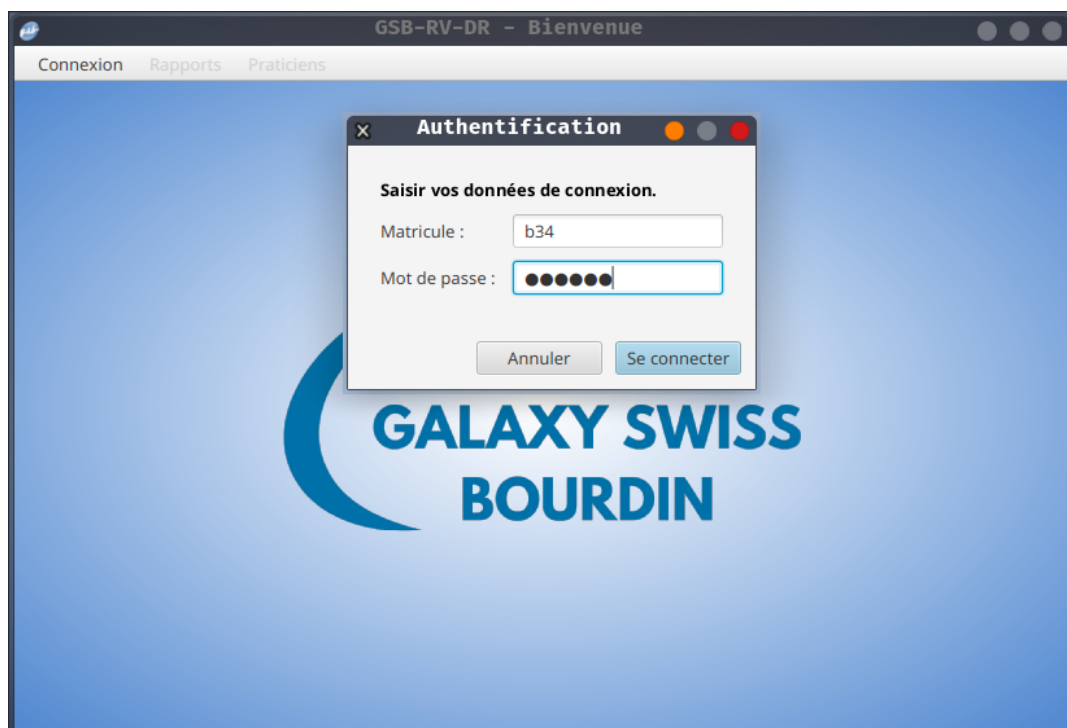 GSB-RV-DR - Bienvenue
Connexion Rapports Praticiens
Authentification
Saisir vos données de connexion.
Matricule : b34
Mot de passe : ●●●●●●
Annuler Se connecter
GALAXY SWISS
BOURDIN